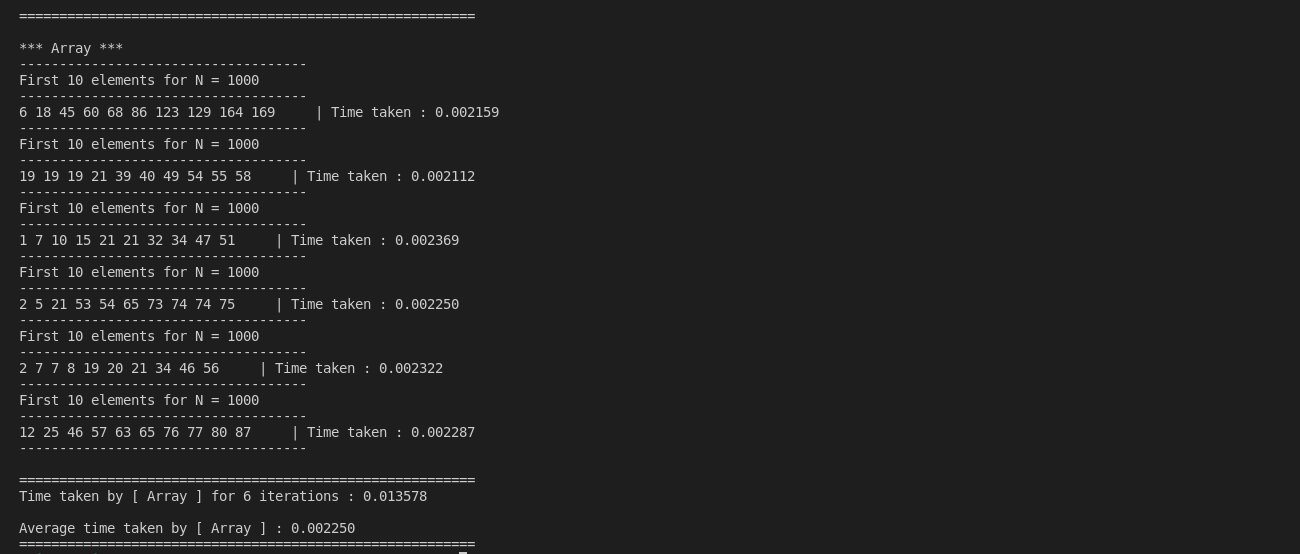 =========================================================
*** Array ***
------------------------------------
First 10 elements for N = 1000
------------------------------------
6 18 45 60 68 86 123 129 164 169     | Time taken : 0.002159
------------------------------------
First 10 elements for N = 1000
------------------------------------
19 19 19 21 39 40 49 54 55 58     | Time taken : 0.002112
------------------------------------
First 10 elements for N = 1000
------------------------------------
1 7 10 15 21 21 32 34 47 51     | Time taken : 0.002369
------------------------------------
First 10 elements for N = 1000
------------------------------------
2 5 21 53 54 65 73 74 74 75     | Time taken : 0.002250
------------------------------------
First 10 elements for N = 1000
------------------------------------
2 7 7 8 19 20 21 34 46 56     | Time taken : 0.002322
------------------------------------
First 10 elements for N = 1000
------------------------------------
12 25 46 57 63 65 76 77 80 87     | Time taken : 0.002287
------------------------------------
=========================================================
Time taken by [ Array ] for 6 iterations : 0.013578
Average time taken by [ Array ] : 0.002250
=========================================================